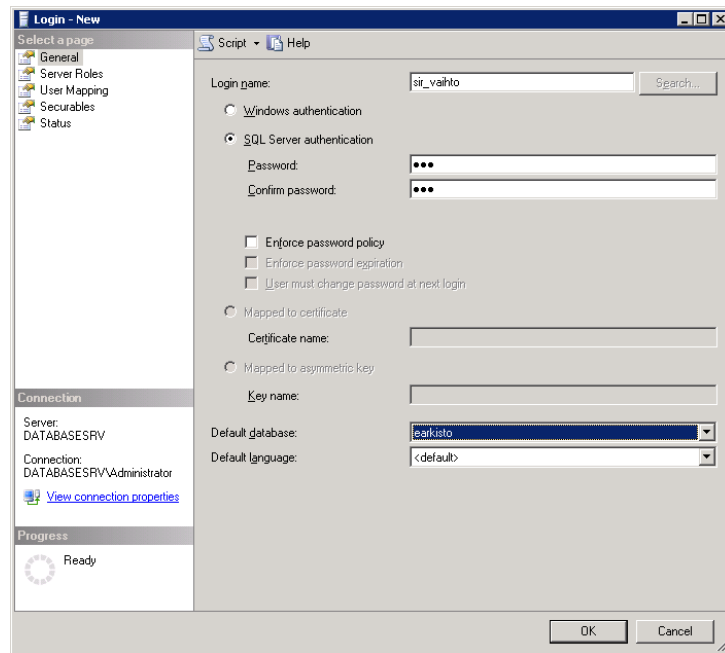 Login - New
Select a page
General
Server Roles
User Mapping
Securables
Status
Script
Help
Login name:
sir_vaihto
Search...
Windows authentication
SQL Server authentication
Password:
●●●
Confirm password:
●●●
Enforce password policy
Enforce password expiration
User must change password at next login
Mapped to certificate
Certificate name:
Mapped to asymmetric key
Key name:
Default database:
earkisto
Default language:
<default>
Connection
Server:
DATABASESRV
Connection:
DATABASESRV\Administrator
View connection properties
Progress
Ready
OK
Cancel